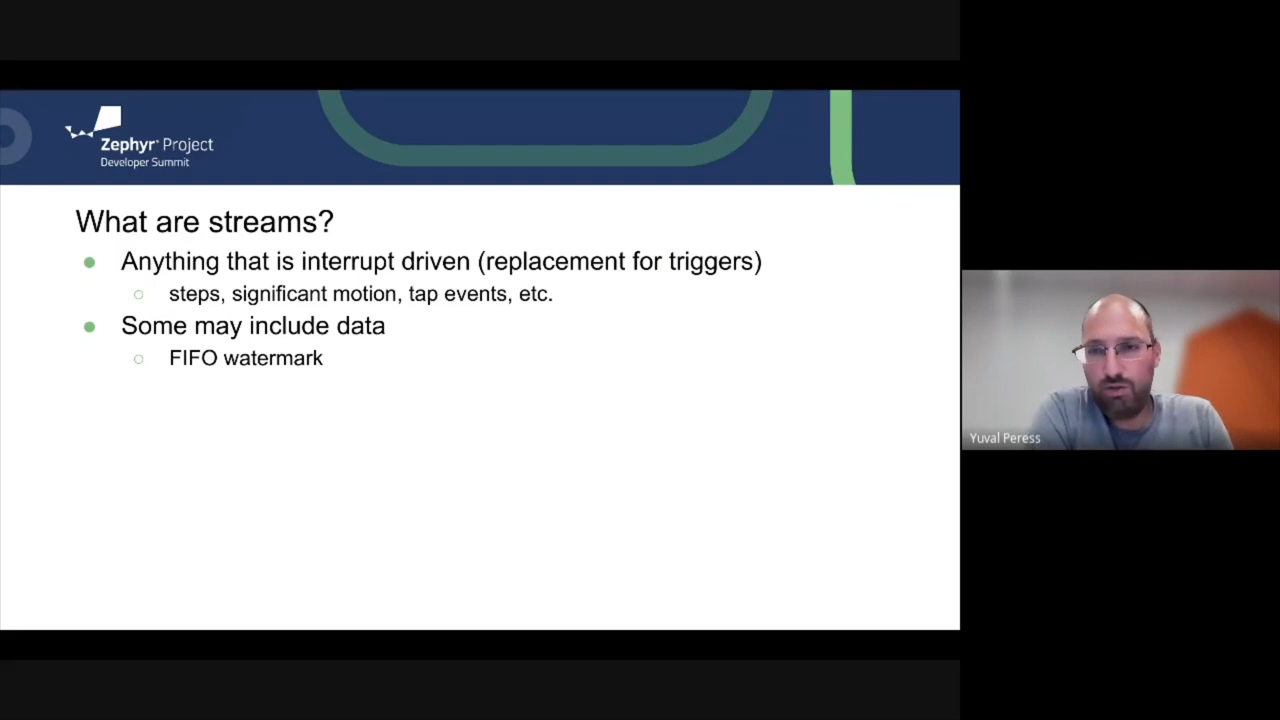 Zephyr® Project
Developer Summit
What are streams?
Anything that is interrupt driven (replacement for triggers)
steps, significant motion, tap events, etc.
Some may include data
FIFO watermark
Yuval Peress